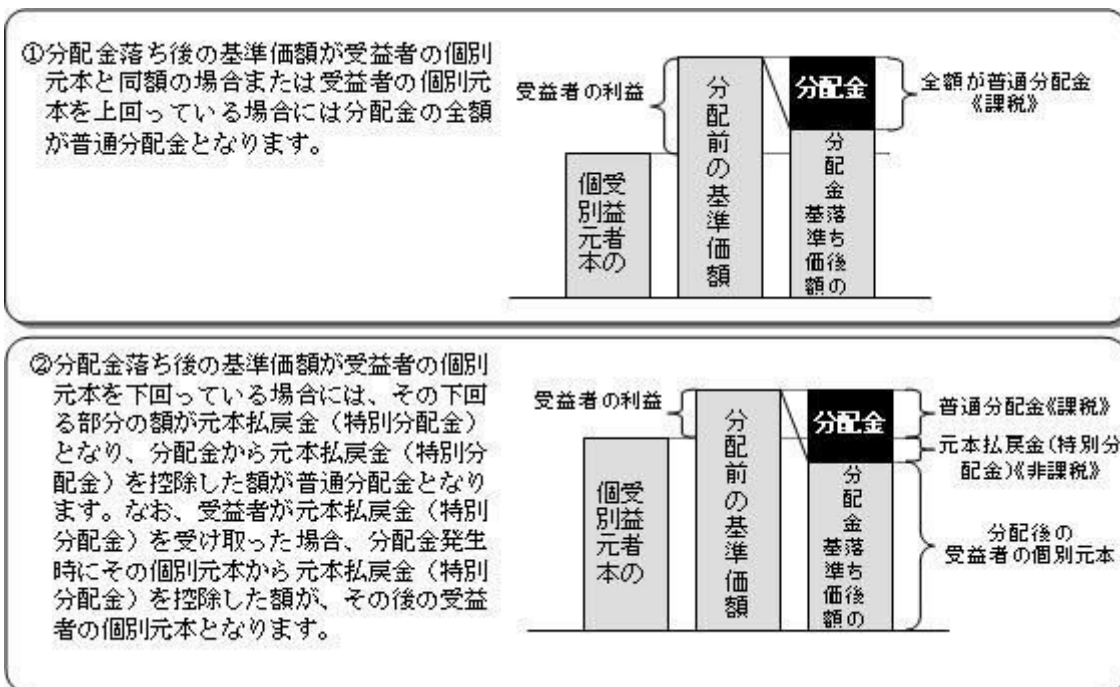 ①分配金落ち後の基準価額が受益者の個別
元本と同額の場合または受益者の個別元
本を上回っている場合には分配金の全額
が普通分配金となります。
受益者の利益
受益者の
個別元本
分配前の基準価額
分配金
分配金落ち後の
基準価額
全額が普通分配金
《課税》
②分配金落ち後の基準価額が受益者の個別
元本を下回っている場合には、その下回
る部分の額が元本払戻金（特別分配金）
となり、分配金から元本払戻金（特別分
配金）を控除した額が普通分配金となり
ます。なお、受益者が元本払戻金（特別
分配金）を受け取った場合、分配金発生
時にその個別元本から元本払戻金（特別
分配金）を控除した額が、その後の受益
者の個別元本となります。
受益者の利益
受益者の
個別元本
分配前の基準価額
分配金
分配金落ち後の
基準価額
普通分配金《課税》
元本払戻金(特別分
配金)《非課税》
分配後の
受益者の個別元本